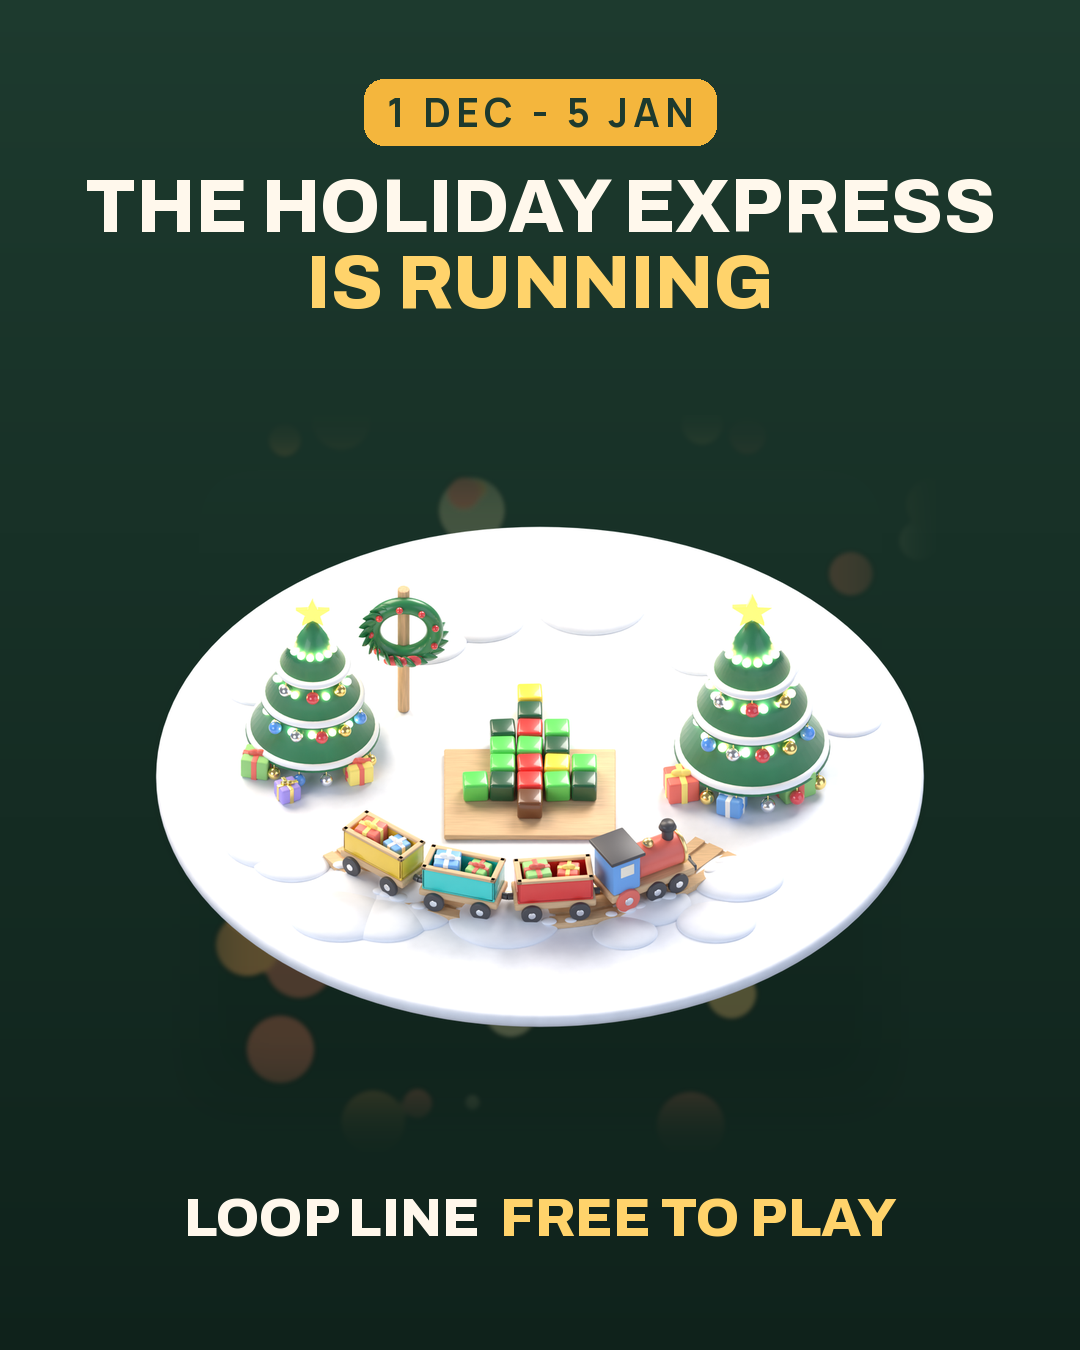 1 DEC - 5 JAN
THE HOLIDAY EXPRESS
IS RUNNING
LOOP LINE FREE TO PLAY